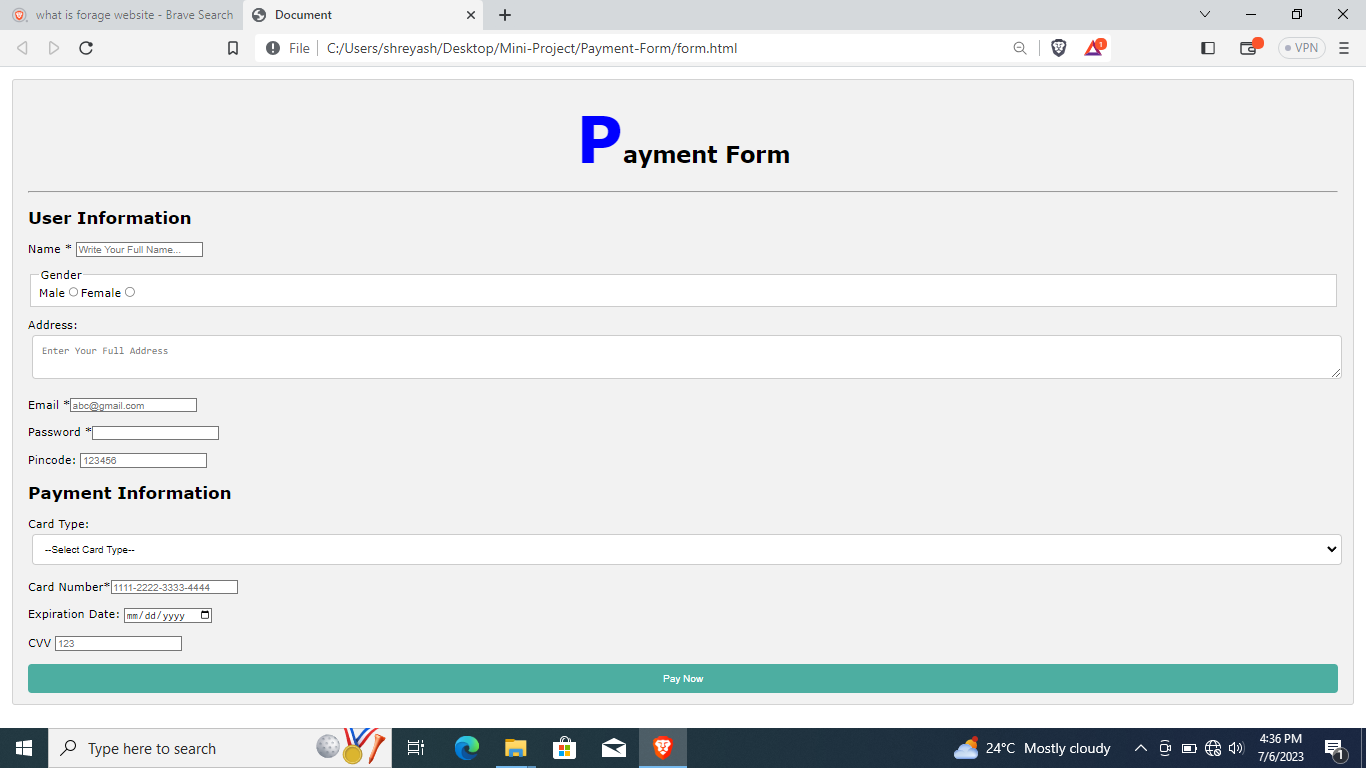 what is forage website - Brave Search
Document
File
C:/Users/shreyash/Desktop/Mini-Project/Payment-Form/form.html
1
VPN
Payment Form
User Information
Name * Write Your Full Name...
Gender
Male Female
Address:
Enter Your Full Address
Email * abc@gmail.com
Password *
Pincode: 123456
Payment Information
Card Type:
--Select Card Type--
Card Number* 1111-2222-3333-4444
Expiration Date: mm/dd/yyyy
CVV 123
Pay Now
Type here to search
24°C Mostly cloudy
4:36 PM
7/6/2023
1